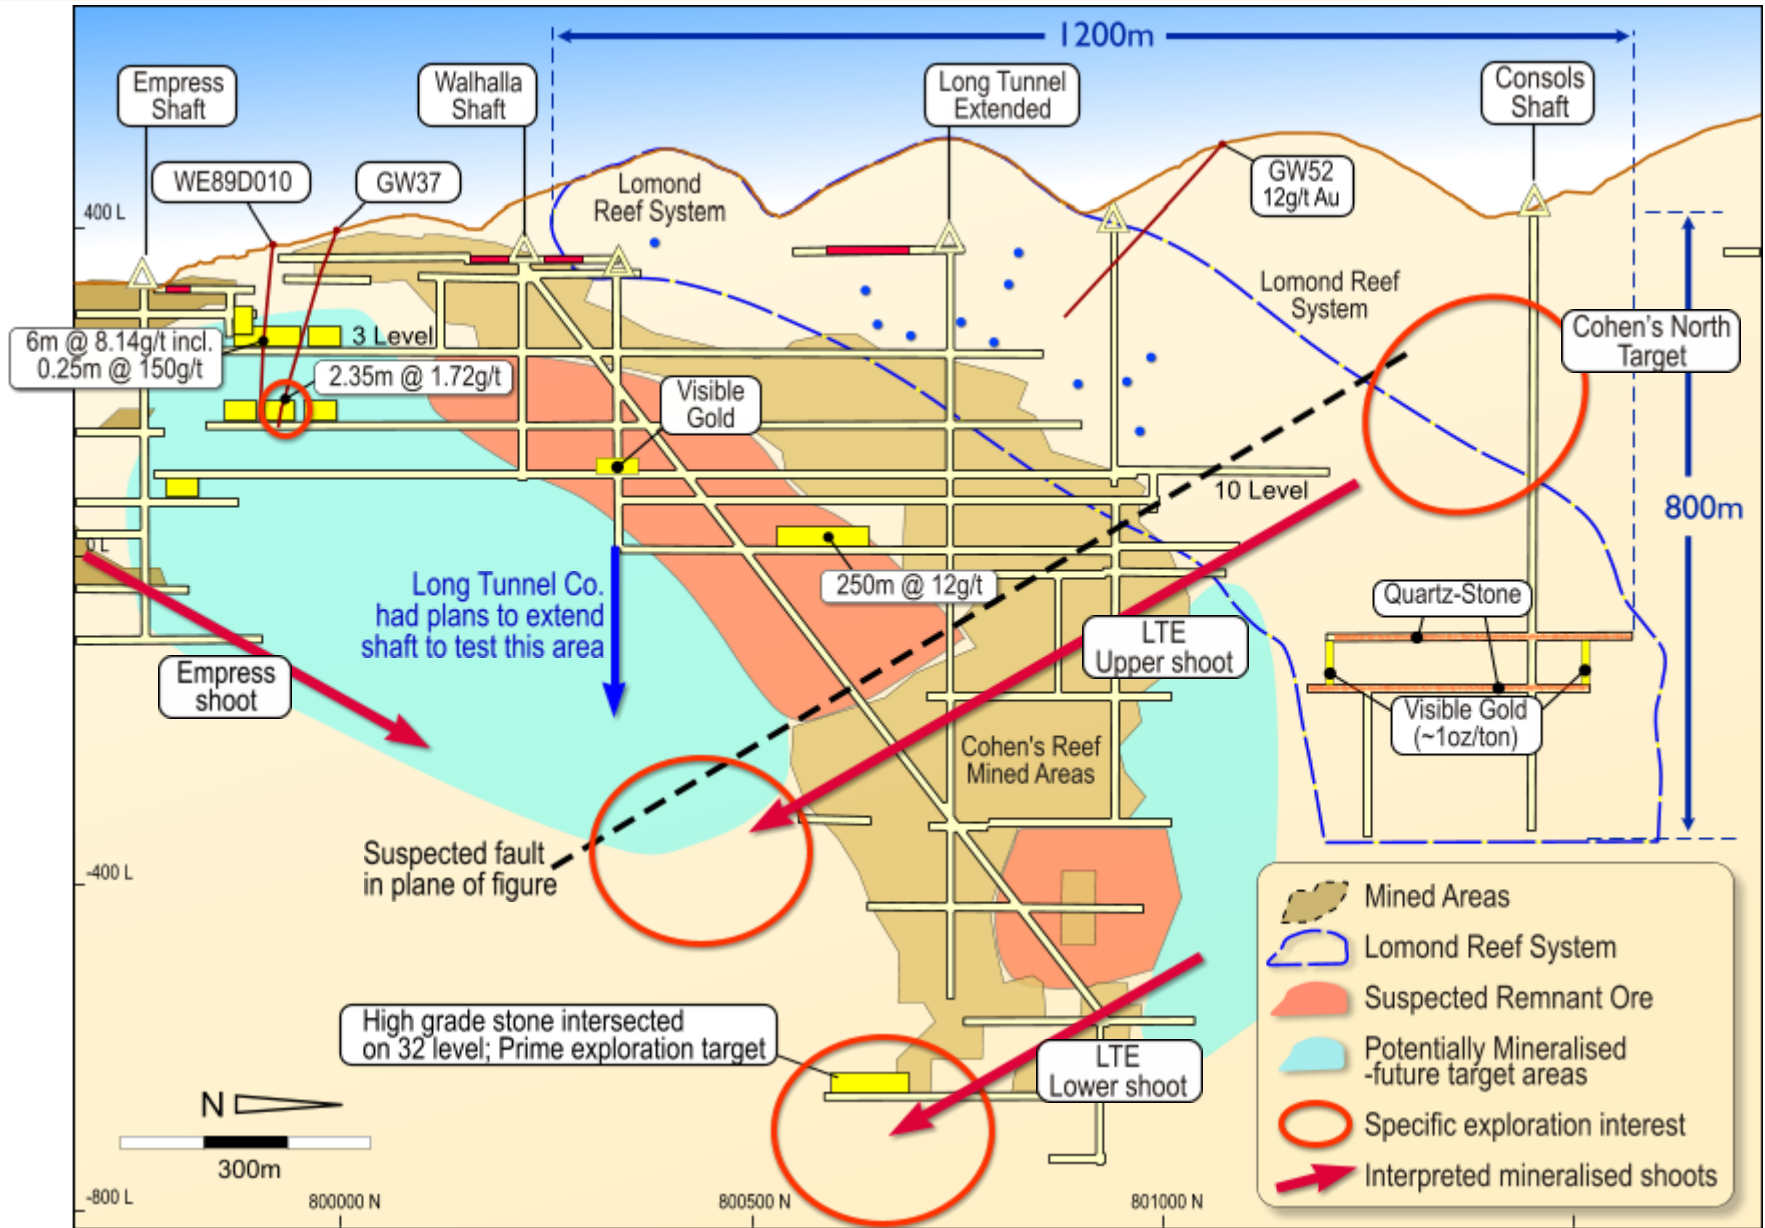 1200m
Empress
Shaft
Walhalla
Shaft
Long Tunnel
Extended
Consols
Shaft
WE89D010
GW37
Lomond
Reef System
GW52
12g/t Au
400 L
Lomond Reef
System
Cohen's North
Target
6m @ 8.14g/t incl.
0.25m @ 150g/t
3 Level
2.35m @ 1.72g/t
Visible
Gold
10 Level
800m
0 L
Long Tunnel Co.
had plans to extend
shaft to test this area
250m @ 12g/t
Quartz-Stone
LTE
Upper shoot
Empress
shoot
Visible Gold
(~1oz/ton)
Cohen's Reef
Mined Areas
Suspected fault
in plane of figure
-400 L
Mined Areas
Lomond Reef System
Suspected Remnant Ore
Potentially Mineralised
-future target areas
Specific exploration interest
Interpreted mineralised shoots
High grade stone intersected
on 32 level; Prime exploration target
LTE
Lower shoot
N
300m
-800 L
800000 N
800500 N
801000 N